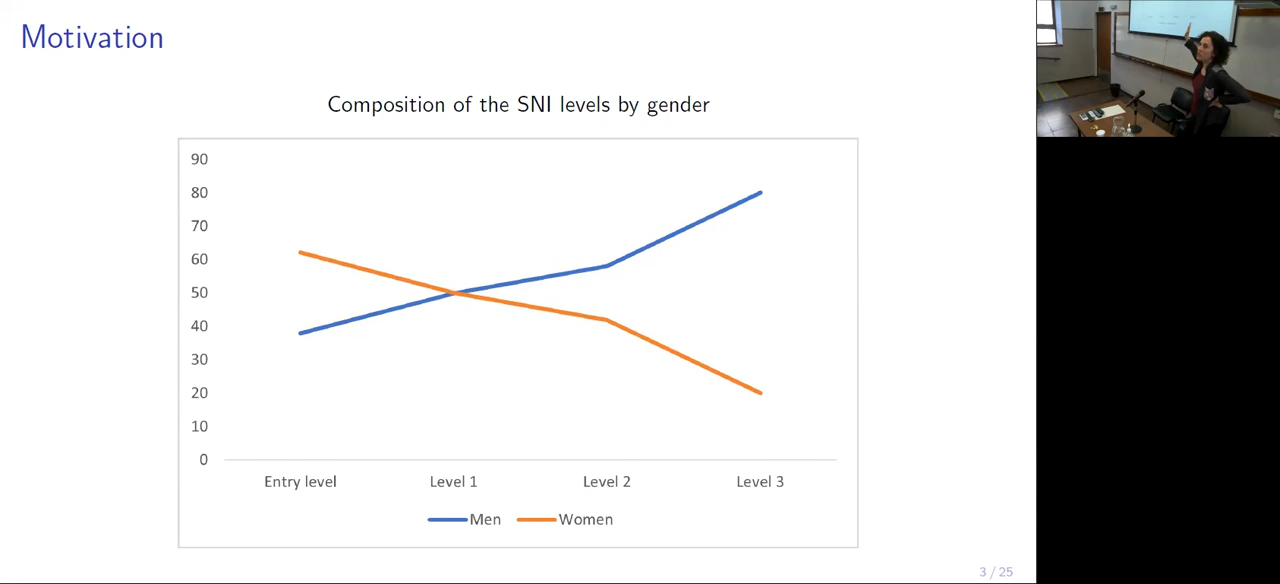 Motivation
Composition of the SNI levels by gender
90
80
70
60
50
40
30
20
10
0
Entry level Level 1 Level 2 Level 3
Men Women
3 / 25